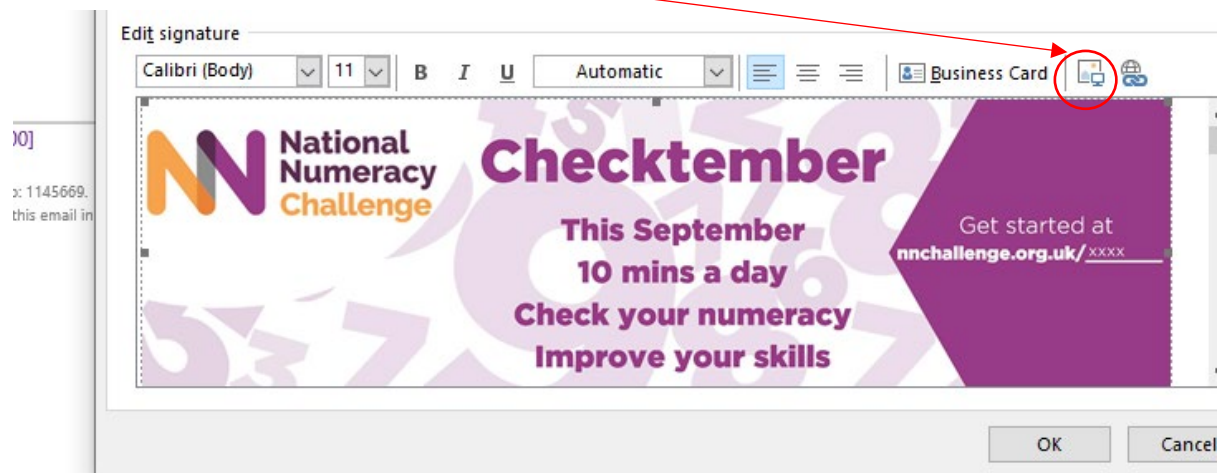 Edit signature
Calibri (Body) 11 B I U Automatic Business Card
00]
o: 1145669.
this email in
National
Numeracy
Challenge
Checktember
This September
10 mins a day
Check your numeracy
Improve your skills
Get started at
nnchallenge.org.uk/xxxx
OK Cancel